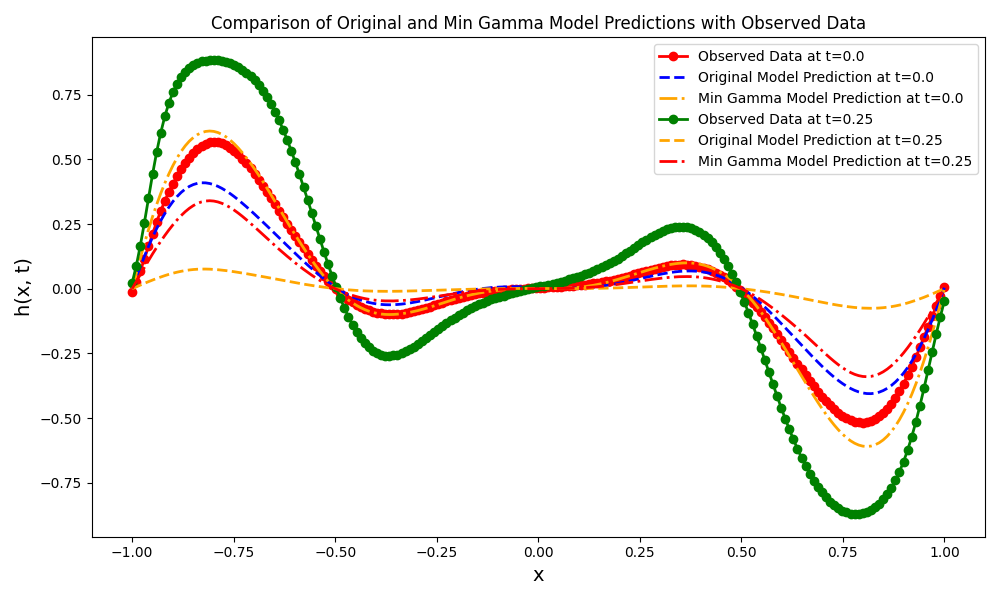 Comparison of Original and Min Gamma Model Predictions with Observed Data
Observed Data at t=0.0
Original Model Prediction at t=0.0
Min Gamma Model Prediction at t=0.0
Observed Data at t=0.25
Original Model Prediction at t=0.25
Min Gamma Model Prediction at t=0.25
h(x, t)
0.75
0.50
0.25
0.00
−0.25
−0.50
−0.75
−1.00 −0.75 −0.50 −0.25 0.00 0.25 0.50 0.75 1.00
x